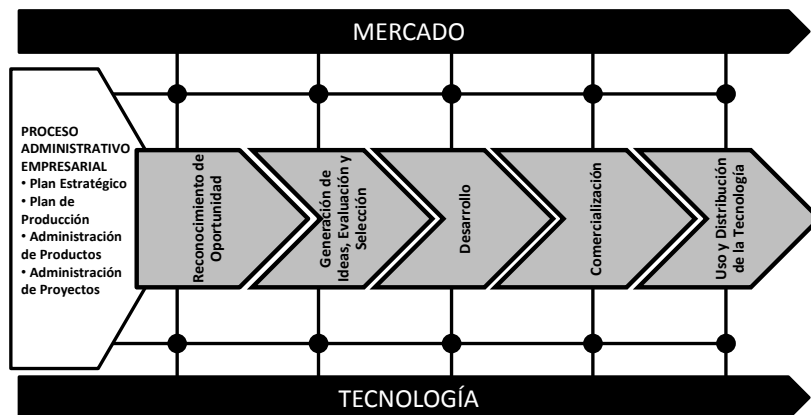 MERCADO
PROCESO
ADMINISTRATIVO
EMPRESARIAL
• Plan Estratégico
• Plan de
Producción
• Administración
de Productos
• Administración
de Proyectos
Reconocimiento de
Oportunidad
Generación de
Ideas, Evaluación y
Selección
Desarrollo
Comercialización
Uso y Distribución
de la Tecnología
TECNOLOGÍA